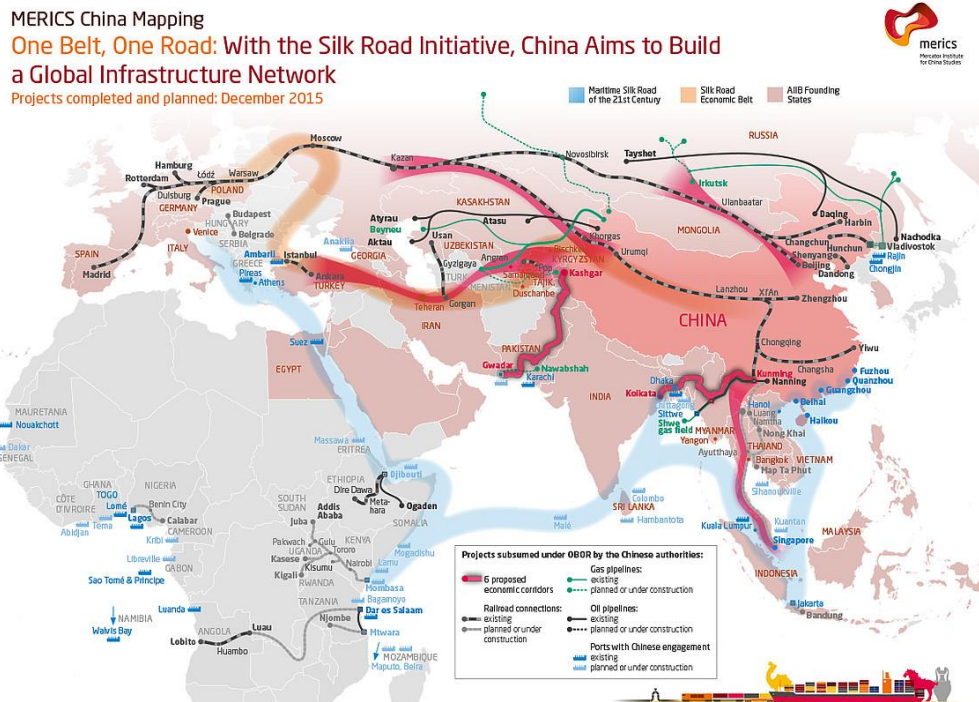 MERICS China Mapping
One Belt, One Road: With the Silk Road Initiative, China Aims to Build
a Global Infrastructure Network
Projects completed and planned: December 2015
merics
Mercator Institute
for China Studies
Maritime Silk Road
of the 21st Century
Silk Road
Economic Belt
AIIB Founding
States
RUSSIA
Moscow
Kazan
Novosibirsk
Tayshet
Hamburg
Rotterdam
Łódź
Warsaw
Duisburg
POLAND
Prague
GERMANY
Irkutsk
KASAKHSTAN
Ulanbaatar
Budapest
HUNGARY
Venice
Belgrade
SERBIA
ITALY
Atyrau
Beyneu
Aktau
Atasu
Usan
Khorgas
Urumqi
MONGOLIA
Daqing
Harbin
Changchun
Hunchun
Nachodka
Vladivostok
Shenyang
Rajin
Beijing
Dandong
Chongjin
SPAIN
Madrid
Anaklia
GEORGIA
Ambarli
Istanbul
GREECE
Pireas
Athens
Ankara
TURKEY
UZBEKISTAN
Gyzilgaya
Angren
Bischkek
KYRGYZSTAN
TURK
MENISTAN
Samarkand
Pop
TAJIK.
Duschanbe
Kashgar
Teheran
Gorgan
IRAN
Lanzhou
Xi'An
Zhengzhou
CHINA
Suez
EGYPT
PAKISTAN
Gwadar
Nawabshah
Karachi
Chongqing
Yiwu
Changsha
Kunming
Nanning
Fuzhou
Quanzhou
Guangzhou
Dhaka
Kolkata
INDIA
Chittagong
Sittwe
Shwe
gas field
MYANMAR
Yangon
Hanoi
Luang
Namtha
Beihai
Haikou
Nong Khai
THAILAND
Ayutthaya
Bangkok
VIETNAM
Map Ta Phut
Sihanoukville
MAURETANIA
Nouakchott
Dakar
SENEGAL
Massawa
ERITREA
Djibouti
ETHIOPIA
Dire Dawa
Meta-
hara
Ogaden
SOUTH
SUDAN
Addis
Ababa
SOMALIA
Juba
GHANA
CÔTE
D'IVOIRE
TOGO
Lomé
Benin City
Lagos
Tema
Calabar
Abidjan
CAMEROON
Kribi
Libreville
GABON
Sao Tomé & Príncipe
Pakwach
Gulu
KENYA
UGANDA
Tororo
Kasese
Kisumu
Nairobi
Kigali
RWANDA
Mogadishu
Lamu
Mombasa
Bagamoyo
TANZANIA
Dar es Salaam
Luanda
NAMIBIA
Walvis Bay
Njombe
Mtwara
ANGOLA
Luau
Lobito
Huambo
MOZAMBIQUE
Maputo, Beira
Colombo
SRI LANKA
Hambantota
Malé
Kuala Lumpur
Kuantan
Singapore
MALAYSIA
INDONESIA
Jakarta
Bandung
Projects subsumed under OBOR by the Chinese authorities:
6 proposed
economic corridors
Railroad connections:
existing
planned or under
construction
Gas pipelines:
existing
planned or under construction
Oil pipelines:
existing
planned or under construction
Ports with Chinese engagement
existing
planned or under construction